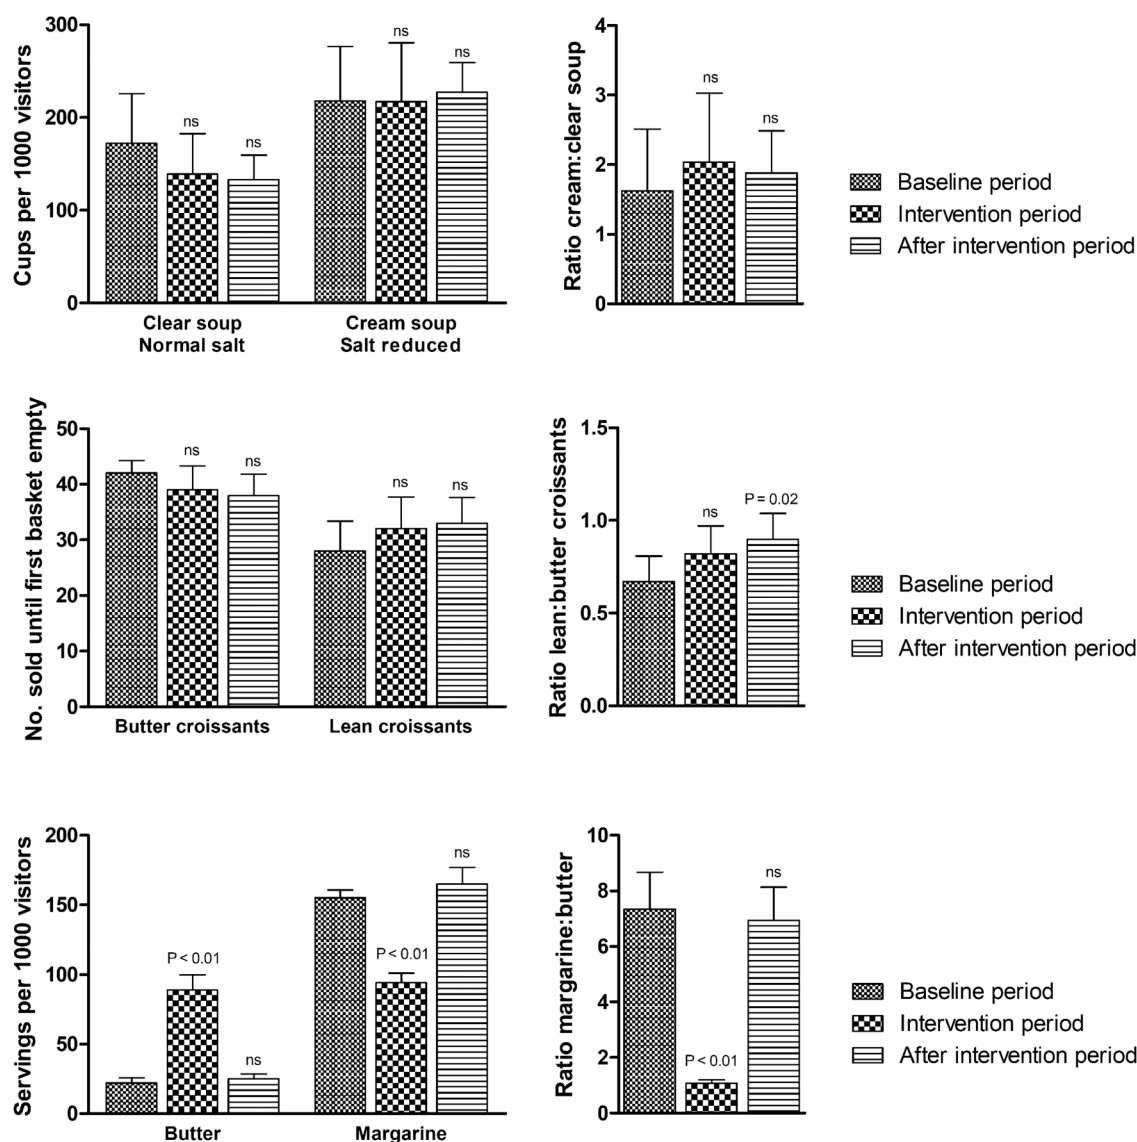 Cups per 1000 visitors
300
200
100
0
ns
ns
ns
ns
Clear soup
Normal salt
Cream soup
Salt reduced
Ratio cream:clear soup
4
3
2
1
0
ns
ns
Baseline period
Intervention period
After intervention period
No. sold until first basket empty
50
40
30
20
10
0
ns
ns
ns
ns
Butter croissants
Lean croissants
Ratio lean:butter croissants
1.5
1.0
0.5
0.0
ns
P = 0.02
Baseline period
Intervention period
After intervention period
Servings per 1000 visitors
200
150
100
50
0
P < 0.01
ns
P < 0.01
ns
Butter
Margarine
Ratio margarine:butter
10
8
6
4
2
0
P < 0.01
ns
Baseline period
Intervention period
After intervention period